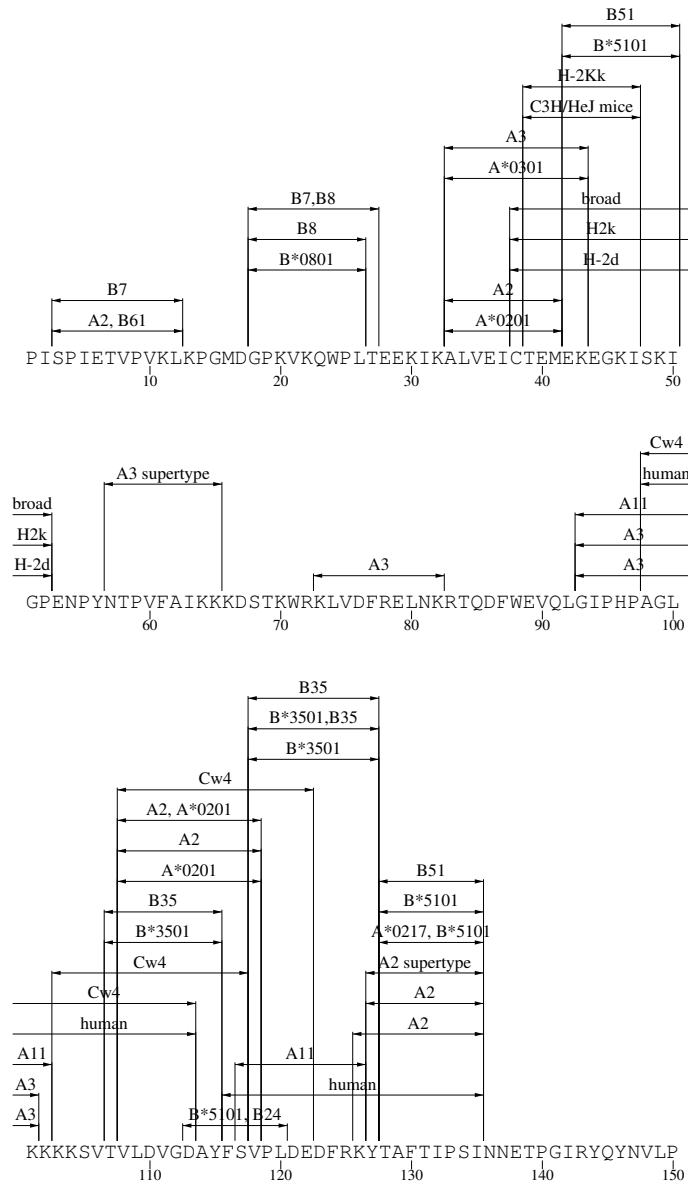 B51
B*5101
H-2Kk
C3H/HeJ mice
A3
A*0301
B7,B8 broad
B8 H2k
B*0801 H-2d
B7 A2
A2, B61 A*0201
PISPIETVPVKLKPGMDGPKVKQWPLTEEKIKALVEICTEMEKEGKISKI
10 20 30 40 50
Cw4
A3 supertype human
broad A11
H2k A3
H-2d A3 A3
GPENPYNTPVFAIKKKDSTKWRKLVDFRELNKRTQDFWEVQLGIPHPAGL
60 70 80 90 100
B35
B*3501,B35
B*3501
Cw4
A2, A*0201
A2
A*0201 B51
B35 B*5101
B*3501 A*0217, B*5101
Cw4 A2 supertype
Cw4 A2
human A2
A11 A11
A3 human
A3 B*5101, B24
KKKKSVTVLDVGDAYFSVPLDEDFRKYTAFTIPSINNETPGIRYQYNVLP
110 120 130 140 150